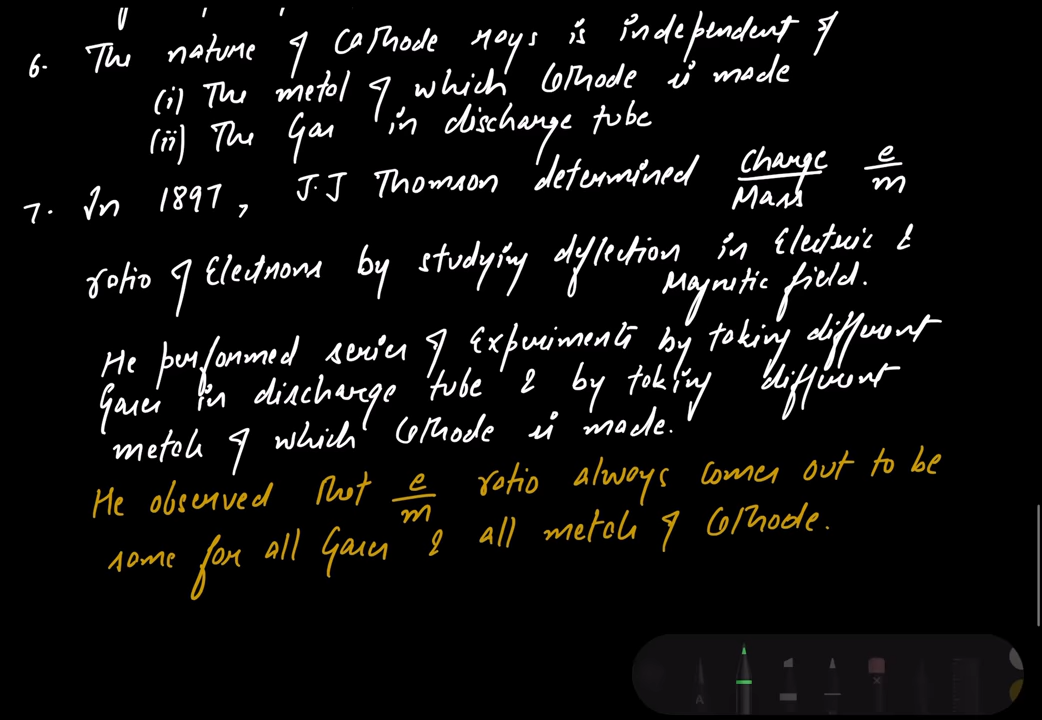 6. The nature of Cathode rays is independent of
(i) The metal of which Cathode is made
(ii) The Gas in discharge tube
7. In 1897, J.J Thomson determined Charge/Mass e/m
ratio of Electrons by studying deflection in Electric &
Magnetic field.
He performed series of Experiments by taking different
Gases in discharge tube & by taking different
metals of which Cathode is made.
He observed that e/m ratio always comes out to be
same for all Gases & all metals of Cathode.
A